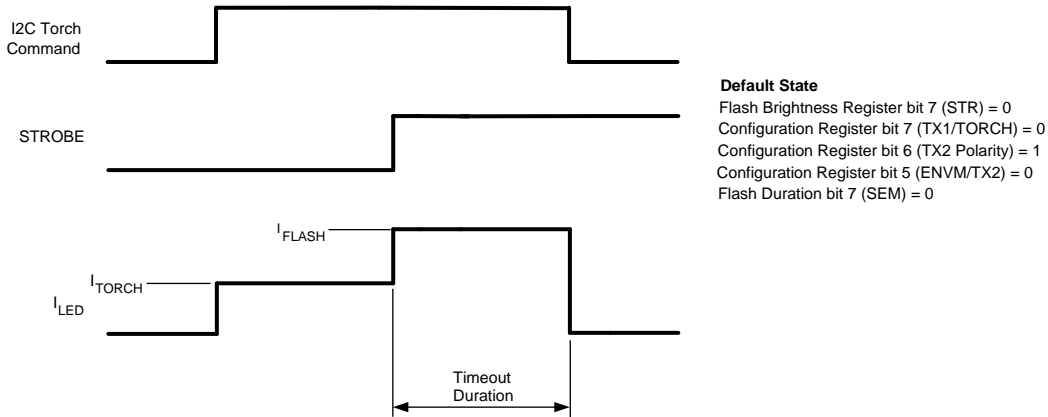 I2C Torch
Command
STROBE
Default State
Flash Brightness Register bit 7 (STR) = 0
Configuration Register bit 7 (TX1/TORCH) = 0
Configuration Register bit 6 (TX2 Polarity) = 1
Configuration Register bit 5 (ENVM/TX2) = 0
Flash Duration bit 7 (SEM) = 0
IFLASH
ITORCH
ILED
Timeout
Duration